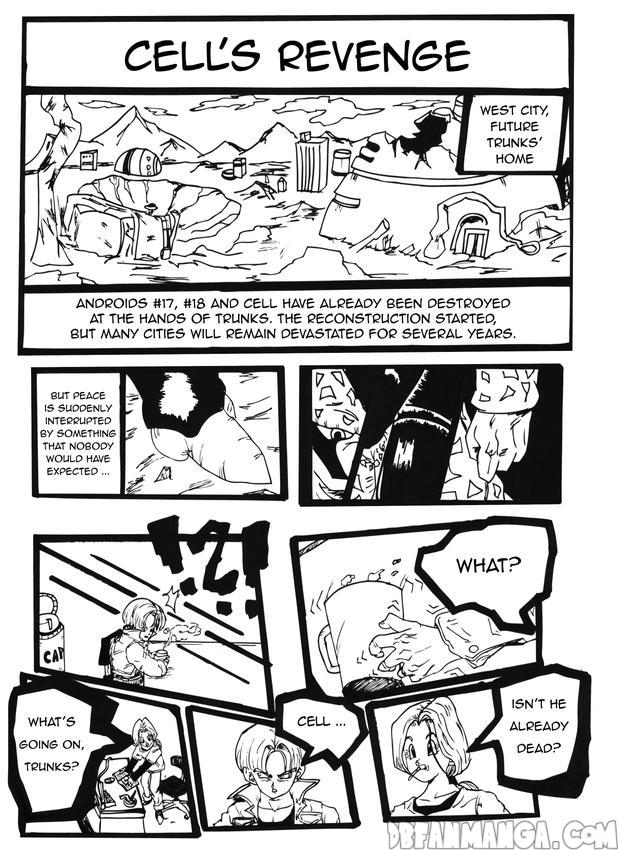 CELL'S REVENGE
WEST CITY,
FUTURE
TRUNKS'
HOME
ANDROIDS #17, #18 AND CELL HAVE ALREADY BEEN DESTROYED
AT THE HANDS OF TRUNKS. THE RECONSTRUCTION STARTED,
BUT MANY CITIES WILL REMAIN DEVASTATED FOR SEVERAL YEARS.
BUT PEACE
IS SUDDENLY
INTERRUPTED
BY SOMETHING
THAT NOBODY
WOULD HAVE
EXPECTED ...
!?!
CAP
WHAT?
WHAT'S
GOING ON,
TRUNKS?
CELL ...
ISN'T HE
ALREADY
DEAD?
DBFANMANGA.COM